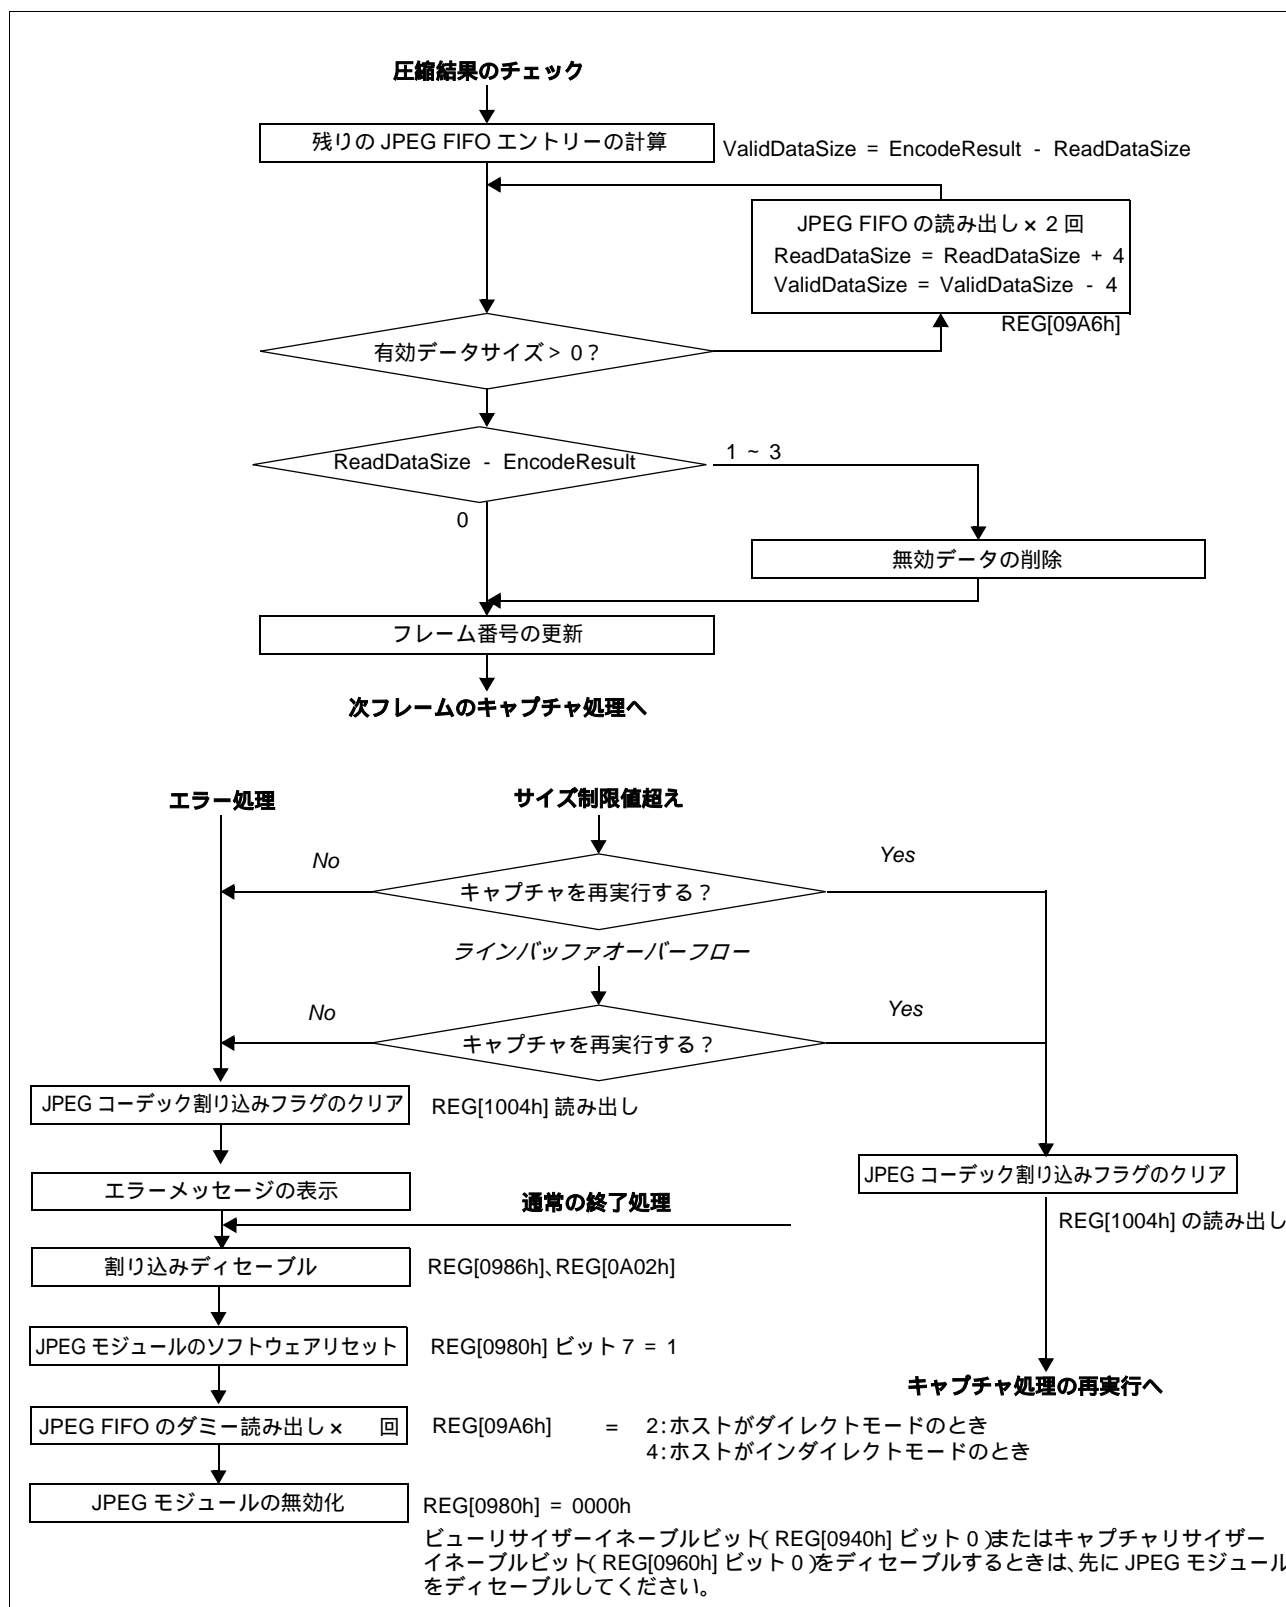 圧縮結果のチェック
残りの JPEG FIFO エントリーの計算
ValidDataSize = EncodeResult - ReadDataSize
JPEG FIFO の読み出し × 2 回
ReadDataSize = ReadDataSize + 4
ValidDataSize = ValidDataSize - 4
REG[09A6h]
有効データサイズ > 0?
ReadDataSize - EncodeResult
1 ~ 3
0
無効データの削除
フレーム番号の更新
次フレームのキャプチャ処理へ
エラー処理
サイズ制限値超え
No
Yes
キャプチャを再実行する?
ラインバッファオーバーフロー
No
Yes
キャプチャを再実行する?
JPEG コーデック割り込みフラグのクリア
REG[1004h] 読み出し
JPEG コーデック割り込みフラグのクリア
エラーメッセージの表示
通常の終了処理
REG[1004h] の読み出し
割り込みディセーブル
REG[0986h]、REG[0A02h]
JPEG モジュールのソフトウェアリセット
REG[0980h] ビット 7 = 1
キャプチャ処理の再実行へ
JPEG FIFO のダミー読み出し × 回
REG[09A6h] = 2:ホストがダイレクトモードのとき
4:ホストがインダイレクトモードのとき
JPEG モジュールの無効化
REG[0980h] = 0000h
ビューリサイザーイネーブルビット( REG[0940h] ビット 0 )またはキャプチャリサイザー
イネーブルビット( REG[0960h] ビット 0 )をディセーブルするときは、先に JPEG モジュール
をディセーブルしてください。